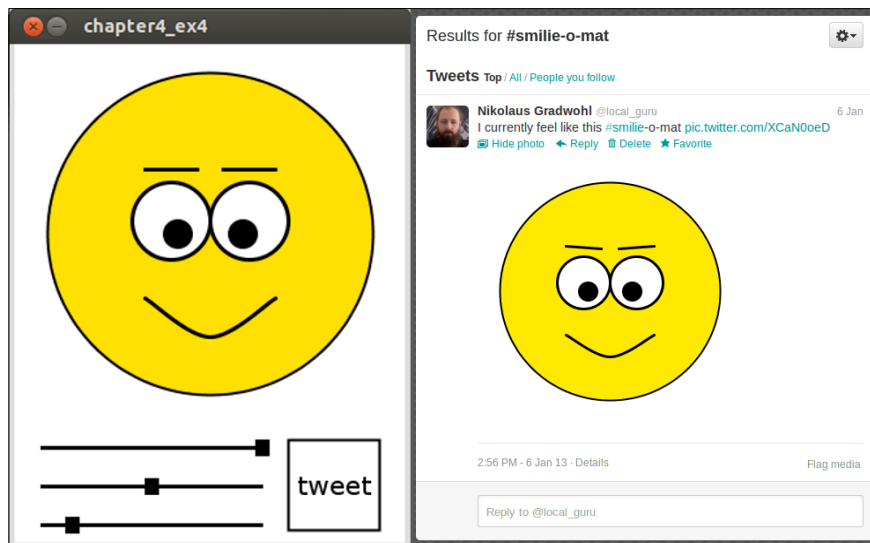 chapter4_ex4
tweet
Results for #smilie-o-mat
Tweets Top / All / People you follow
Nikolaus Gradwohl @local_guru 6 Jan
I currently feel like this #smilie-o-mat pic.twitter.com/XCaN0oeD
Hide photo Reply Delete Favorite
2:56 PM - 6 Jan 13 · Details Flag media
Reply to @local_guru